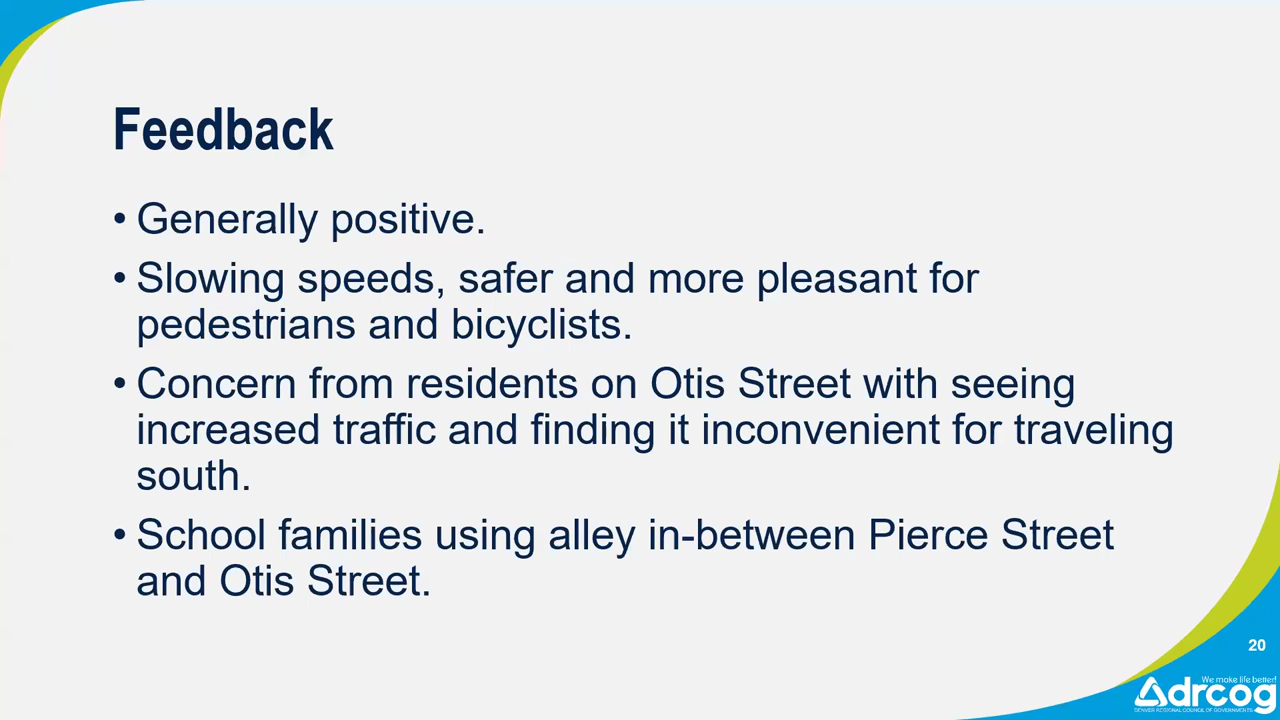 Feedback
• Generally positive.
• Slowing speeds, safer and more pleasant for
pedestrians and bicyclists.
• Concern from residents on Otis Street with seeing
increased traffic and finding it inconvenient for traveling
south.
• School families using alley in-between Pierce Street
and Otis Street.
20
We make life better!
drcog
DENVER REGIONAL COUNCIL OF GOVERNMENTS